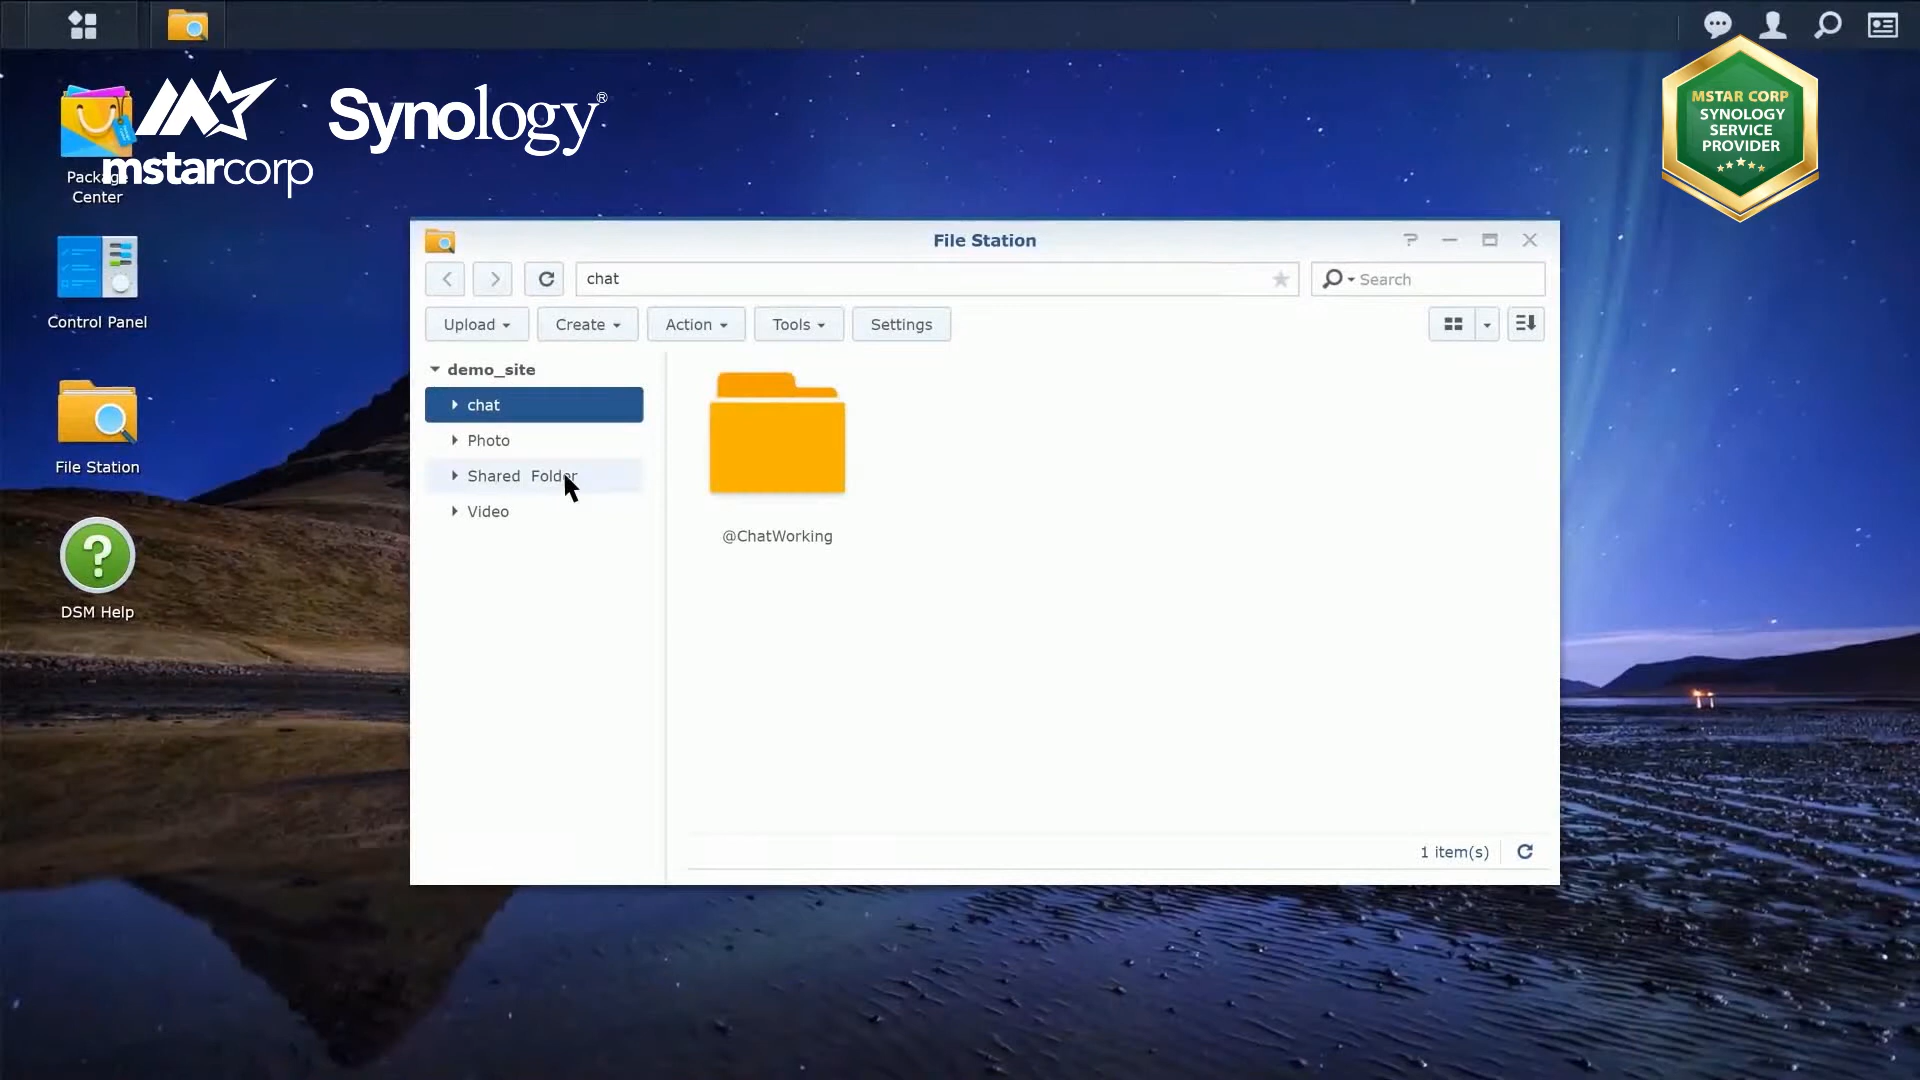 mstarcorp
Synology®
MSTAR CORP
SYNOLOGY
SERVICE
PROVIDER
Package
Center
Control Panel
File Station
DSM Help
File Station
chat
Search
Upload
Create
Action
Tools
Settings
demo_site
chat
Photo
Shared Folder
Video
@ChatWorking
1 item(s)